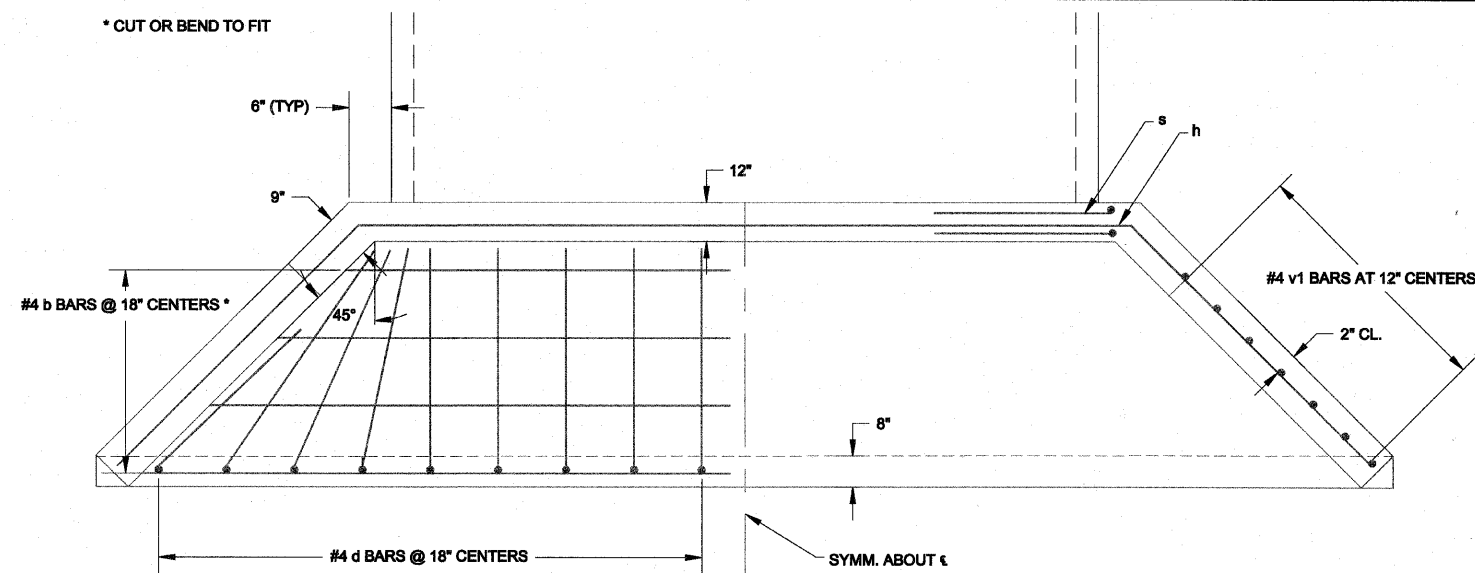 * CUT OR BEND TO FIT
6" (TYP)
s
h
12"
9"
#4 b BARS @ 18" CENTERS *
#4 v1 BARS AT 12" CENTERS
45°
2" CL.
8"
#4 d BARS @ 18" CENTERS
SYMM. ABOUT ℄